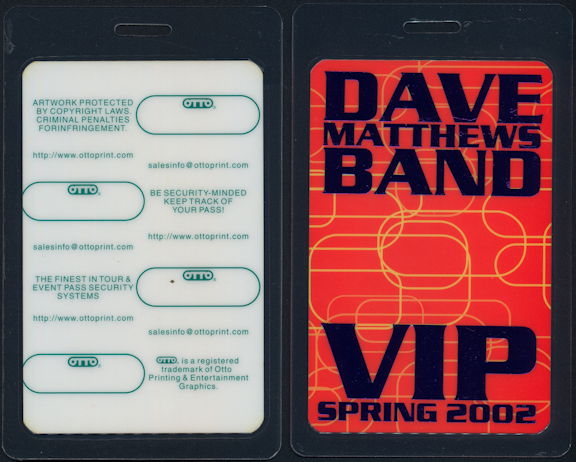 ARTWORK PROTECTED
BY COPYRIGHT LAWS.
CRIMINAL PENALTIES
FORINFRINGEMENT.
OTTO®
http://www.ottoprint.com
salesinfo@ottoprint.com
OTTO®
BE SECURITY-MINDED
KEEP TRACK OF
YOUR PASS!
http://www.ottoprint.com
salesinfo@ottoprint.com
THE FINEST IN TOUR &
EVENT PASS SECURITY
SYSTEMS
OTTO®
http://www.ottoprint.com
salesinfo@ottoprint.com
OTTO®
OTTO® is a registered
trademark of Otto
Printing & Entertainment
Graphics.
DAVE
MATTHEWS
BAND
VIP
SPRING 2002